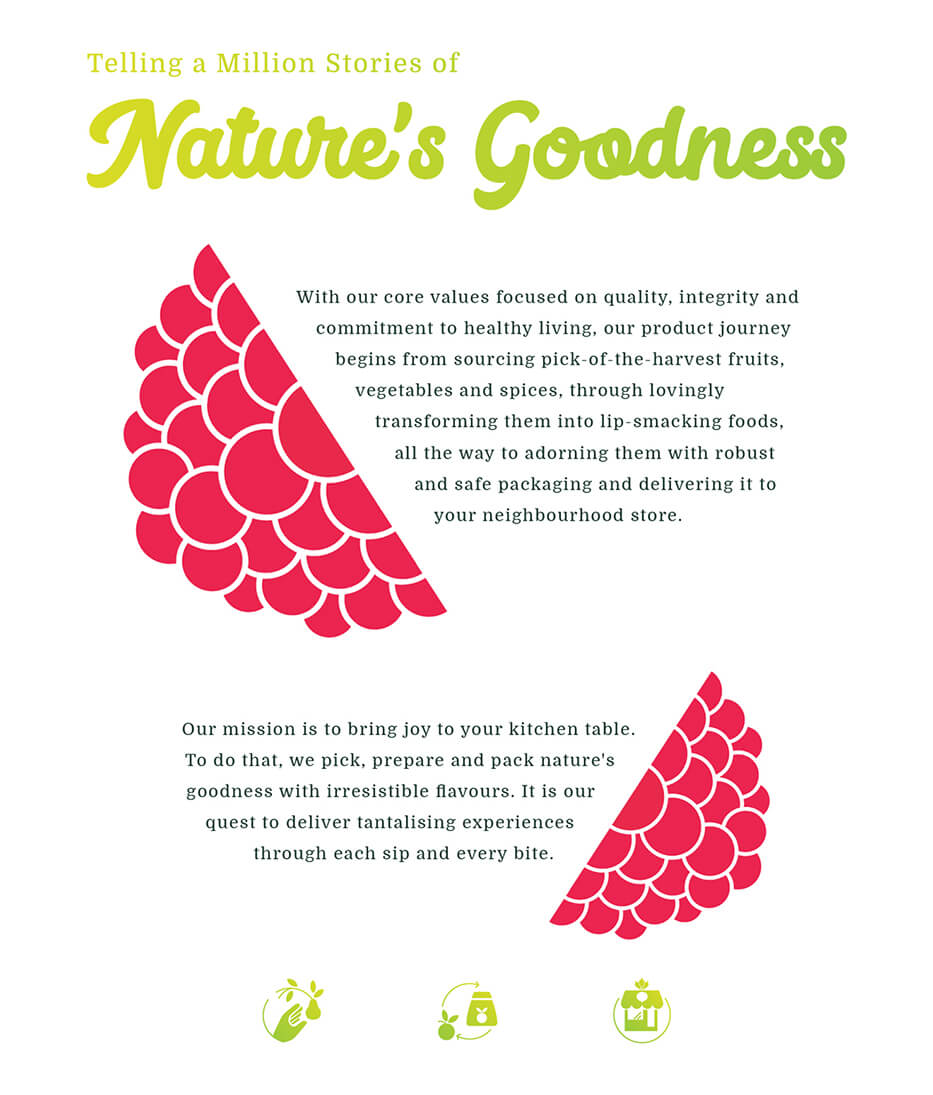 Telling a Million Stories of
Nature's Goodness
With our core values focused on quality, integrity and
commitment to healthy living, our product journey
begins from sourcing pick-of-the-harvest fruits,
vegetables and spices, through lovingly
transforming them into lip-smacking foods,
all the way to adorning them with robust
and safe packaging and delivering it to
your neighbourhood store.
Our mission is to bring joy to your kitchen table.
To do that, we pick, prepare and pack nature's
goodness with irresistible flavours. It is our
quest to deliver tantalising experiences
through each sip and every bite.